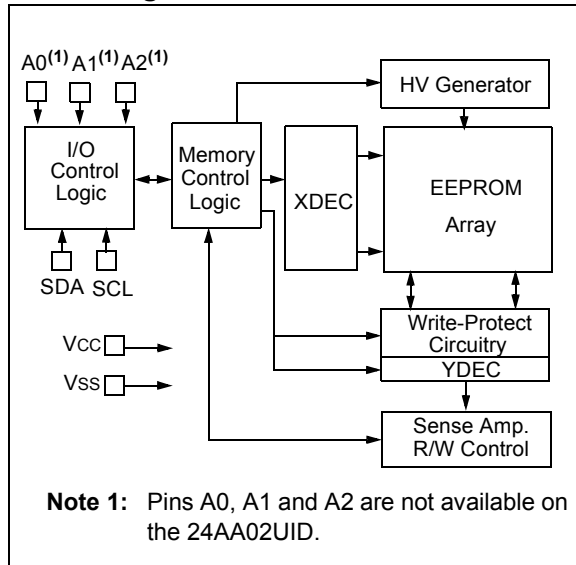 A0(1) A1(1) A2(1)
HV Generator
I/O
Control
Logic
Memory
Control
Logic
XDEC
EEPROM
Array
SDA SCL
VCC
VSS
Write-Protect
Circuitry
YDEC
Sense Amp.
R/W Control
Note 1: Pins A0, A1 and A2 are not available on
the 24AA02UID.